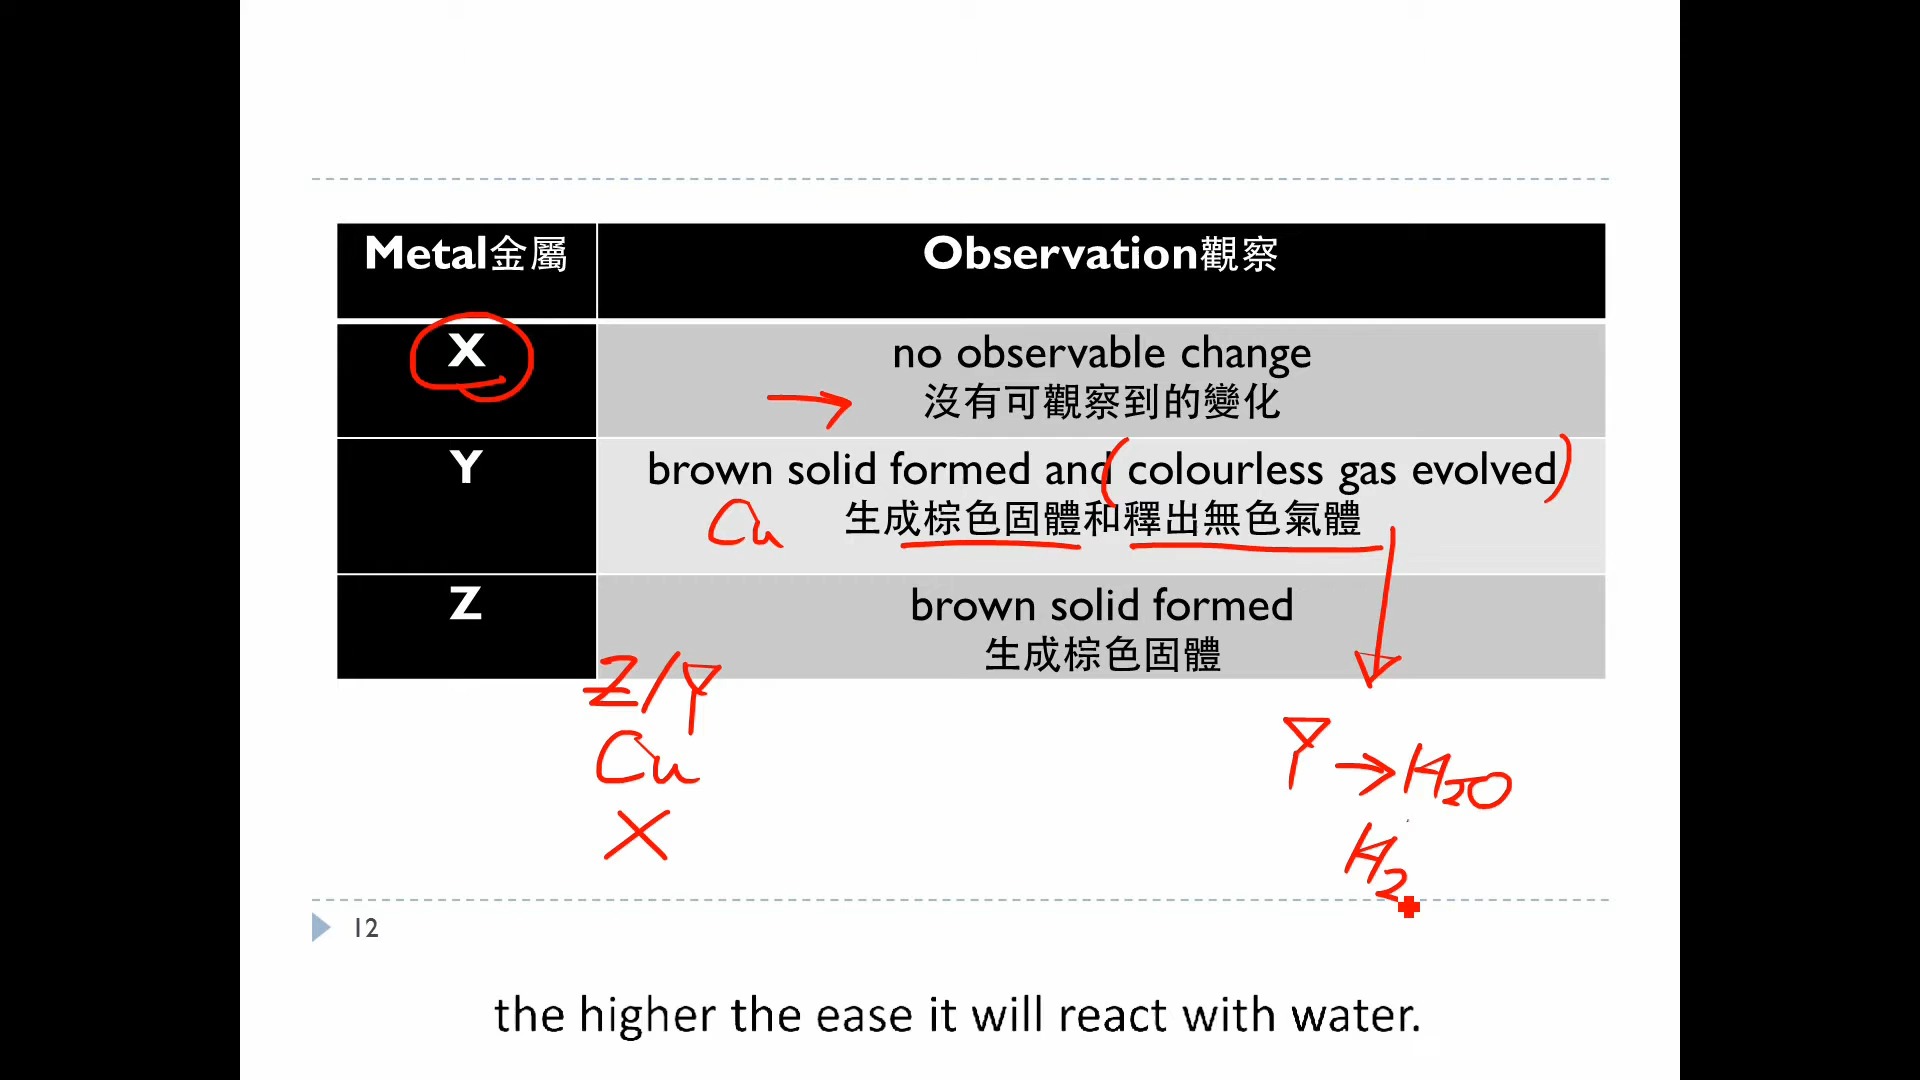 Metal金屬
Observation觀察
X
no observable change
沒有可觀察到的變化
Y
brown solid formed and (colourless gas evolved)
Cu
生成棕色固體和釋出無色氣體
Z
brown solid formed
生成棕色固體
Z/Y
Cu
X
Y → H2O
H2
12
the higher the ease it will react with water.